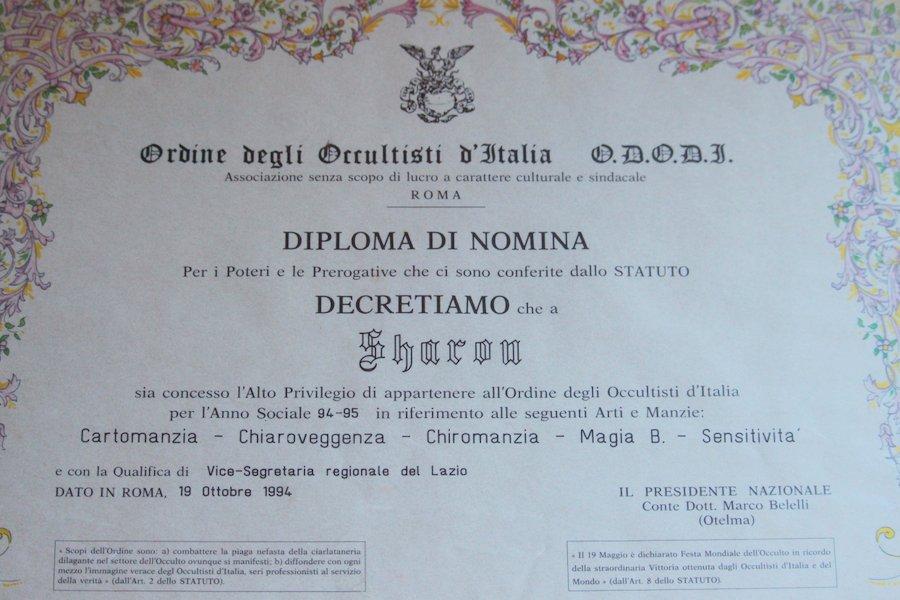 Ordine degli Occultisti d'Italia O.D.O.D.I.
Associazione senza scopo di lucro a carattere culturale e sindacale
ROMA
DIPLOMA DI NOMINA
Per i Poteri e le Prerogative che ci sono conferite dallo STATUTO
DECRETIAMO che a
Sharon
sia concesso l'Alto Privilegio di appartenere all'Ordine degli Occultisti d'Italia
per l'Anno Sociale 94-95 in riferimento alle seguenti Arti e Manzie:
Cartomanzia - Chiaroveggenza - Chiromanzia - Magia B. - Sensitivita'
e con la Qualifica di Vice-Segretaria regionale del Lazio
DATO IN ROMA, 19 Ottobre 1994
IL PRESIDENTE NAZIONALE
Conte Dott. Marco Belelli
(Otelma)
« Scopi dell'Ordine sono: a) combattere la piaga nefasta della ciarlataneria
dilagante nel settore dell'Occulto ovunque si manifesti; b) diffondere con ogni
mezzo l'immagine verace degl Occultisti d'Italia, seri professionisti al servizio
della verità » (dall'Art. 2 dello STATUTO).
« Il 19 Maggio è dichiarato Festa Mondiale dell'Occulto in ricordo
della straordinaria Vittoria ottenuta dagli Occultisti d'Italia e del
Mondo » (dall'Art. 8 dello STATUTO).